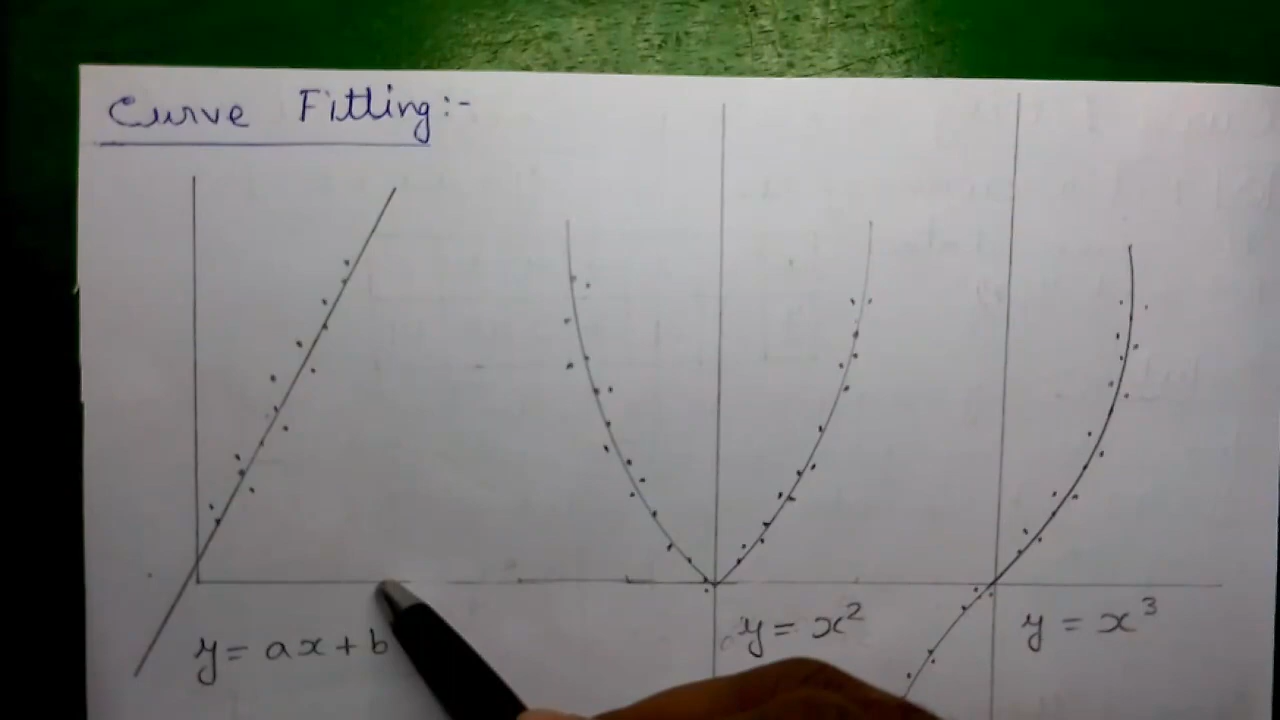 Curve Fitting:-
y = ax + b
y = x²
y = x³